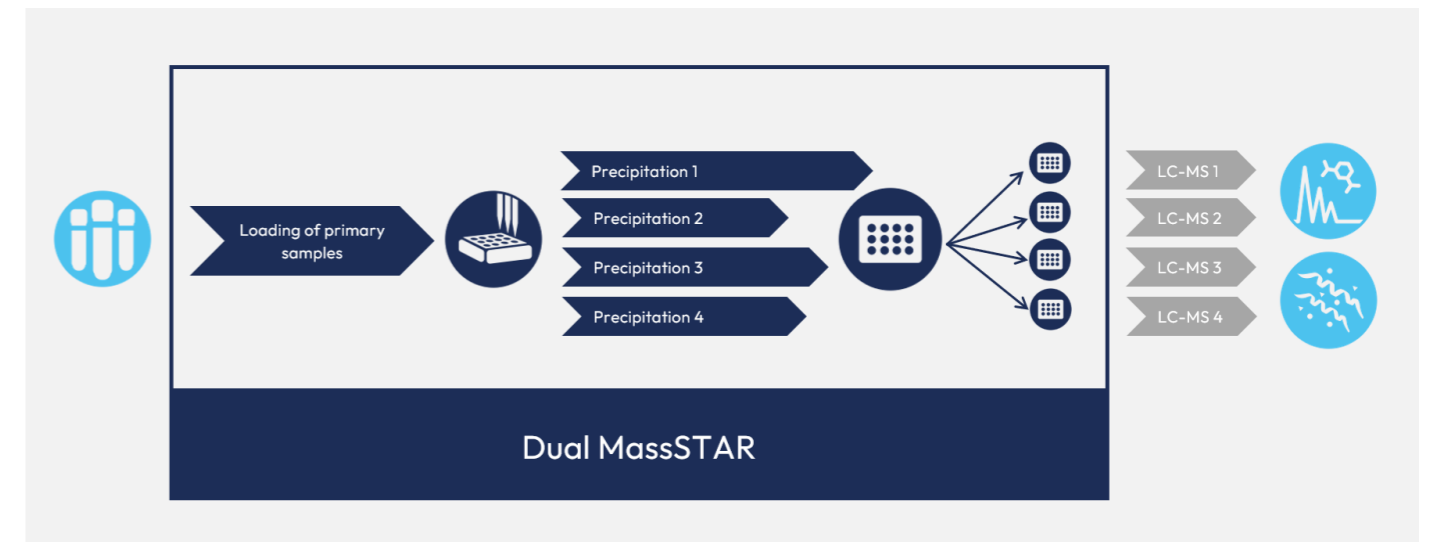 Loading of primary
samples
Precipitation 1
Precipitation 2
Precipitation 3
Precipitation 4
LC-MS 1
LC-MS 2
LC-MS 3
LC-MS 4
Dual MassSTAR